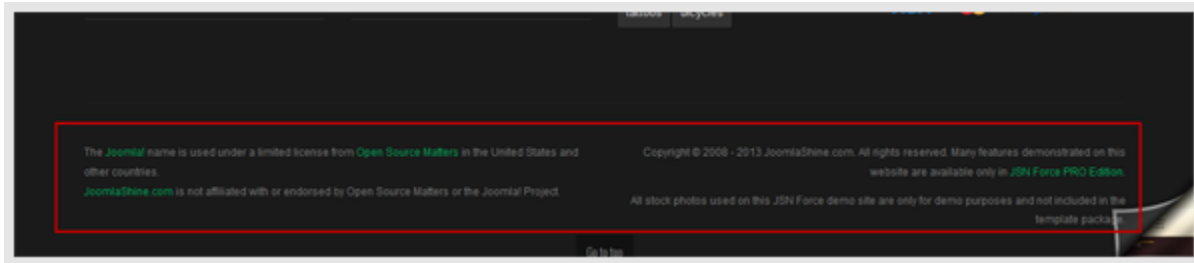 tattoos bicycles
The Joomla! name is used under a limited license from Open Source Matters in the United States and
other countries.
JoomlaShine.com is not affiliated with or endorsed by Open Source Matters or the Joomla! Project.
Copyright © 2008 - 2013 JoomlaShine.com. All rights reserved. Many features demonstrated on this
website are available only in JSN Force PRO Edition.
All stock photos used on this JSN Force demo site are only for demo purposes and not included in the
template package.
Go to top